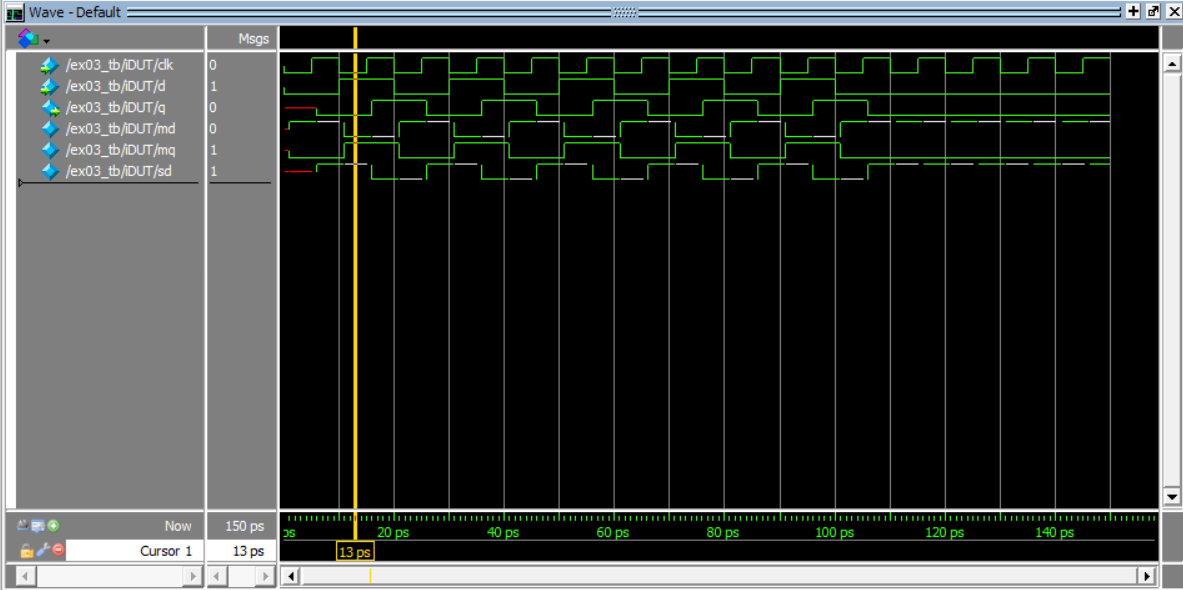 Wave - Default
Msgs
/ex03_tb/iDUT/clk 0
/ex03_tb/iDUT/d 1
/ex03_tb/iDUT/q 0
/ex03_tb/iDUT/md 0
/ex03_tb/iDUT/mq 1
/ex03_tb/iDUT/sd 1
Now 150 ps
ps 20 ps 40 ps 60 ps 80 ps 100 ps 120 ps 140 ps
Cursor 1 13 ps
13 ps